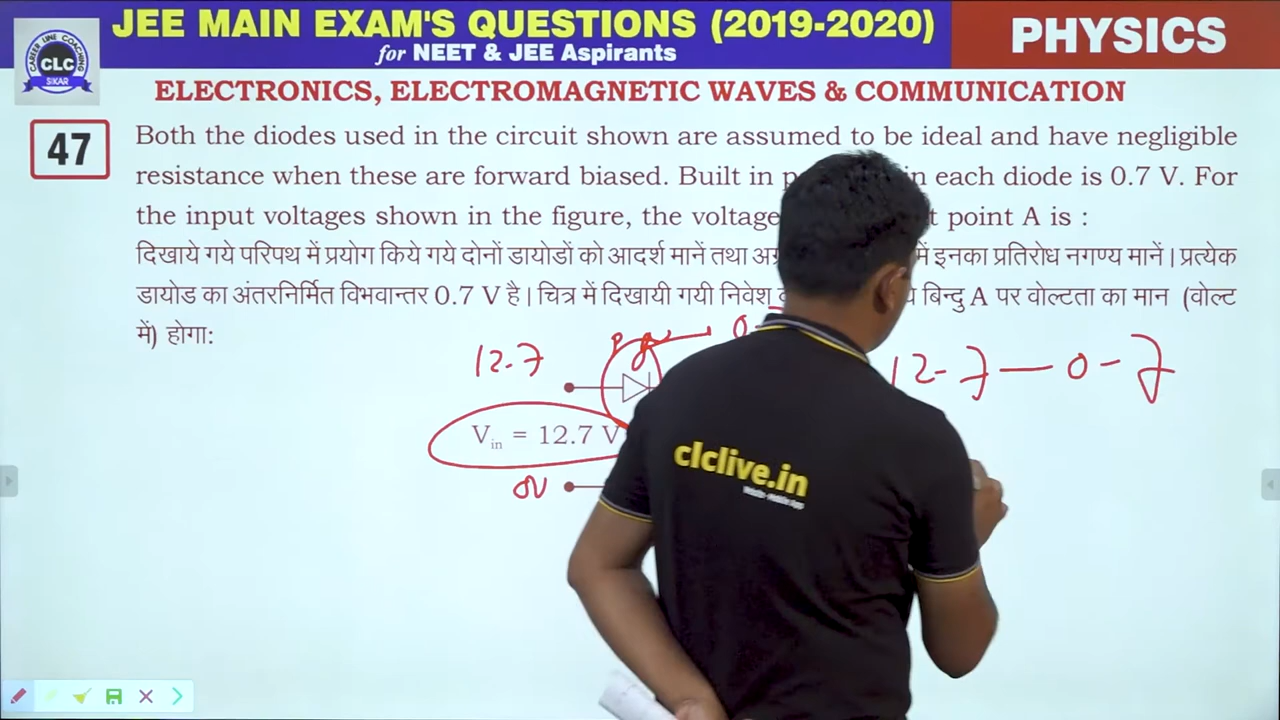 JEE MAIN EXAM'S QUESTIONS (2019-2020)
for NEET & JEE Aspirants
PHYSICS
CAREER LINE COACHING
CLC
SIKAR
ELECTRONICS, ELECTROMAGNETIC WAVES & COMMUNICATION
47
Both the diodes used in the circuit shown are assumed to be ideal and have negligible
resistance when these are forward biased. Built in in each diode is 0.7 V. For
the input voltages shown in the figure, the voltage point A is :
दिखाये गये परिपथ में प्रयोग किये गये दोनों डायोडों को आदर्श मानें तथा में इनका प्रतिरोध नगण्य मानें। प्रत्येक
डायोड का अंतरनिर्मित विभवान्तर 0.7 V है। चित्र में दिखायी गयी निवेश बिन्दु A पर वोल्टता का मान (वोल्ट
में) होगा:
12.7
12-7 — 0-7
Vin = 12.7 V
0V
clclive.in